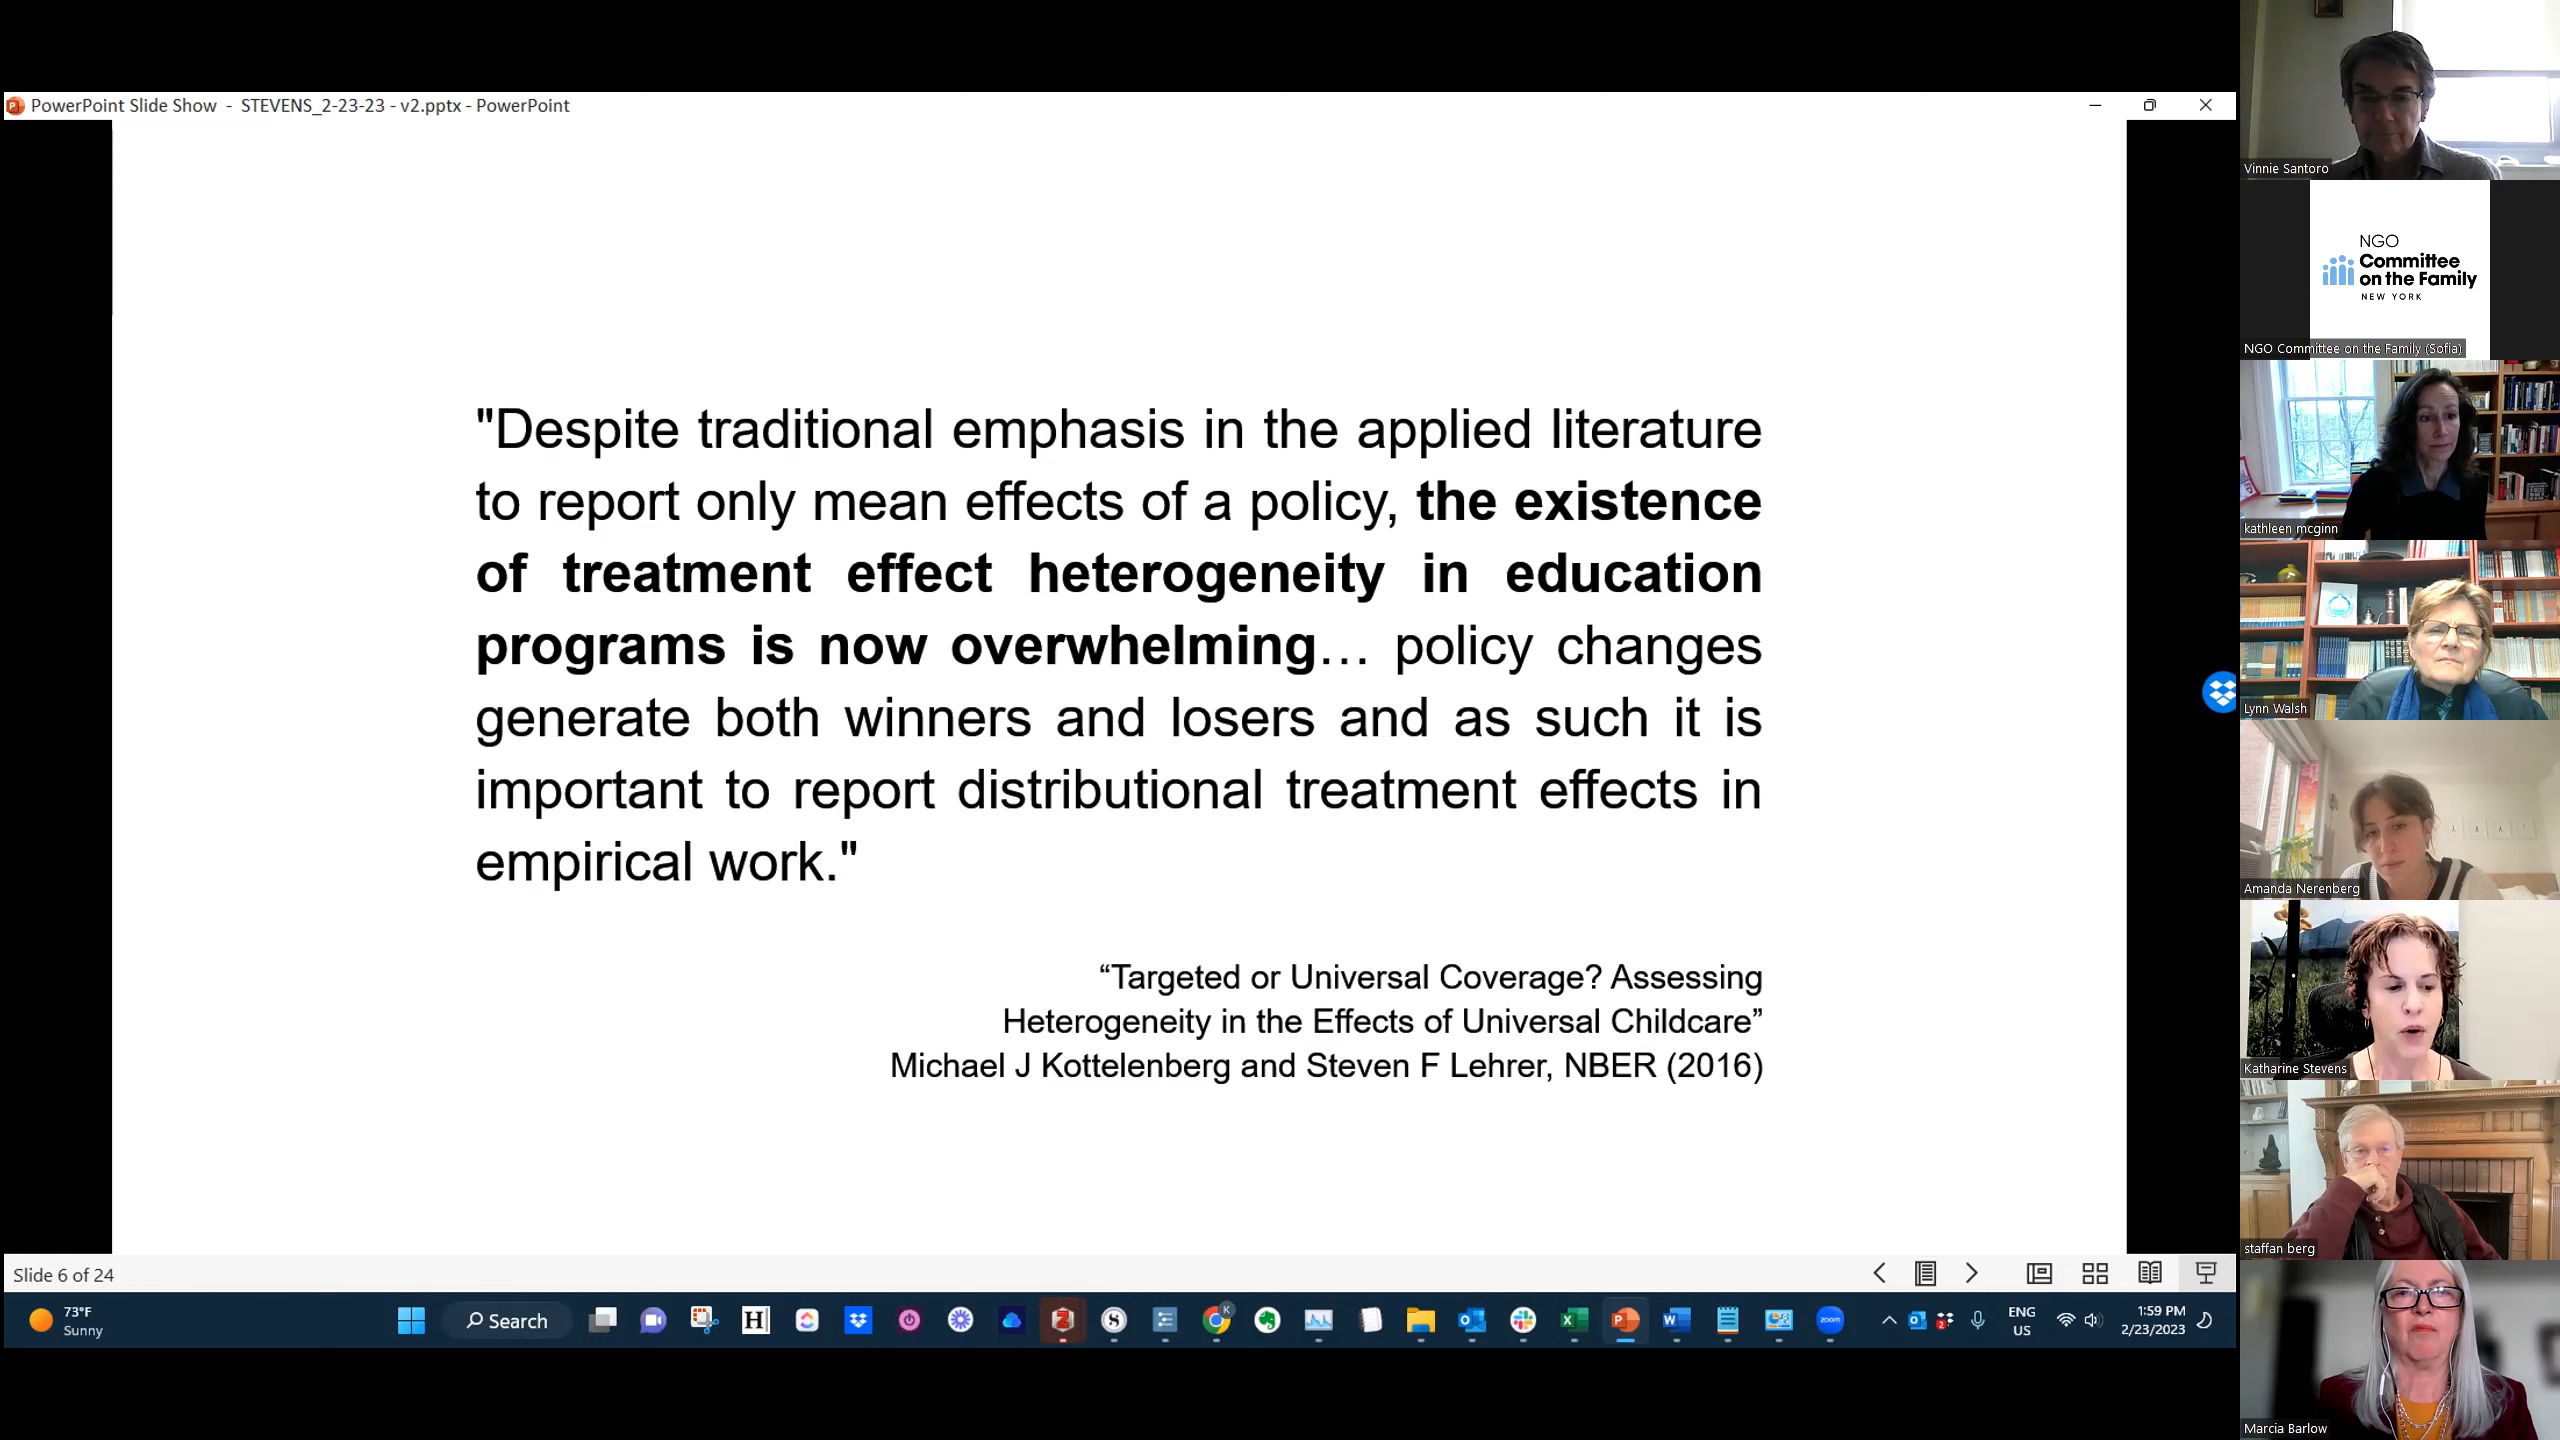 PowerPoint Slide Show - STEVENS_2-23-23 - v2.pptx - PowerPoint
"Despite traditional emphasis in the applied literature
to report only mean effects of a policy, the existence
of treatment effect heterogeneity in education
programs is now overwhelming… policy changes
generate both winners and losers and as such it is
important to report distributional treatment effects in
empirical work."
“Targeted or Universal Coverage? Assessing
Heterogeneity in the Effects of Universal Childcare”
Michael J Kottelenberg and Steven F Lehrer, NBER (2016)
Slide 6 of 24
73°F
Sunny
Search
H
S
K
zoom
2
ENG
US
1:59 PM
2/23/2023
Vinnie Santoro
NGO
Committee
on the Family
NEW YORK
NGO Committee on the Family (Sofia)
kathleen mcginn
Lynn Walsh
Amanda Nerenberg
Katharine Stevens
staffan berg
Marcia Barlow